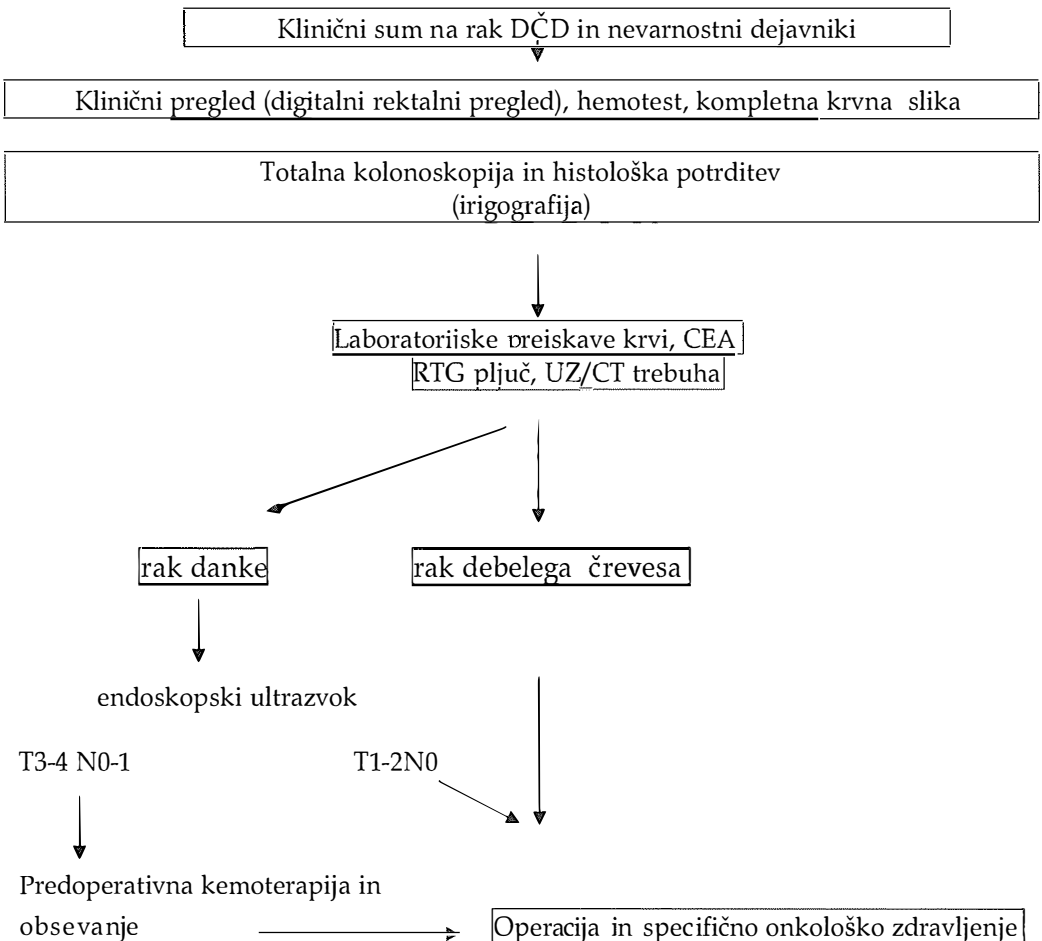 Klinični sum na rak DČD in nevarnostni dejavniki
Klinični pregled (digitalni rektalni pregled), hemotest, kompletna krvna slika
Totalna kolonoskopija in histološka potrditev
(irigografija)
Laboratorijske preiskave krvi, CEA
RTG pljuč, UZ/CT trebuha
rak danke
rak debelega črevesa
endoskopski ultrazvok
T3-4 N0-1
T1-2N0
Predoperativna kemoterapija in
obsevanje
Operacija in specifično onkološko zdravljenje